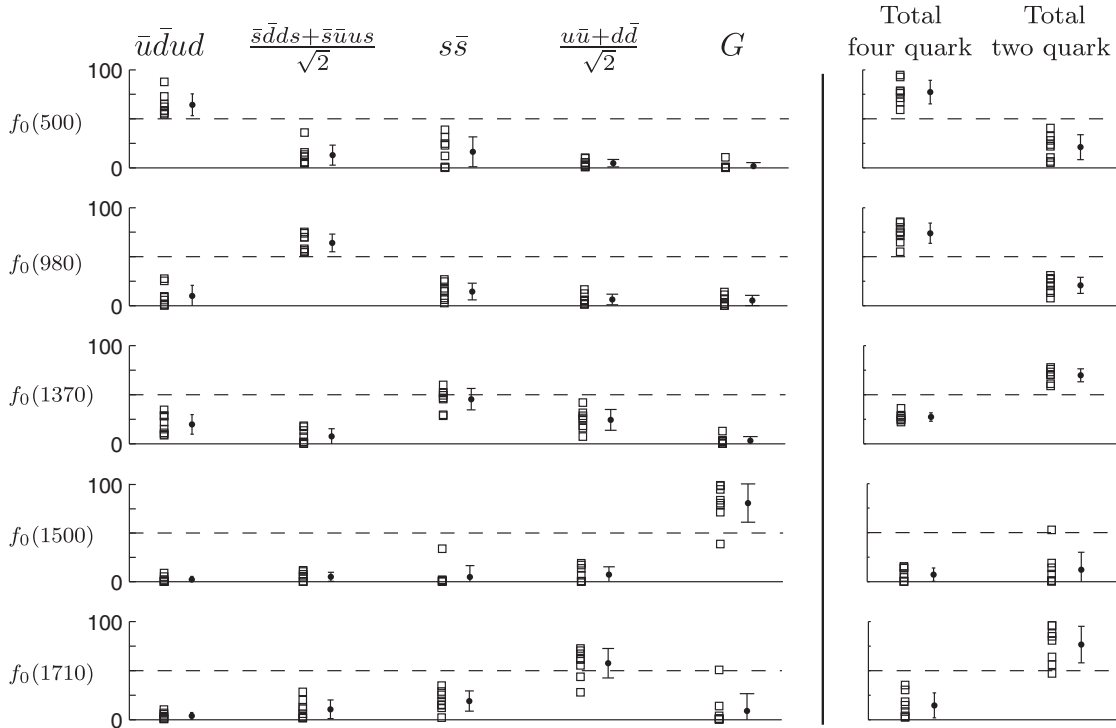 ūd̄ud s̄d̄ds+s̄ūus/√2 ss̄ uū+dd̄/√2 G Total four quark Total two quark
100
f₀(500)
0
100
f₀(980)
0
100
f₀(1370)
0
100
f₀(1500)
0
100
f₀(1710)
0